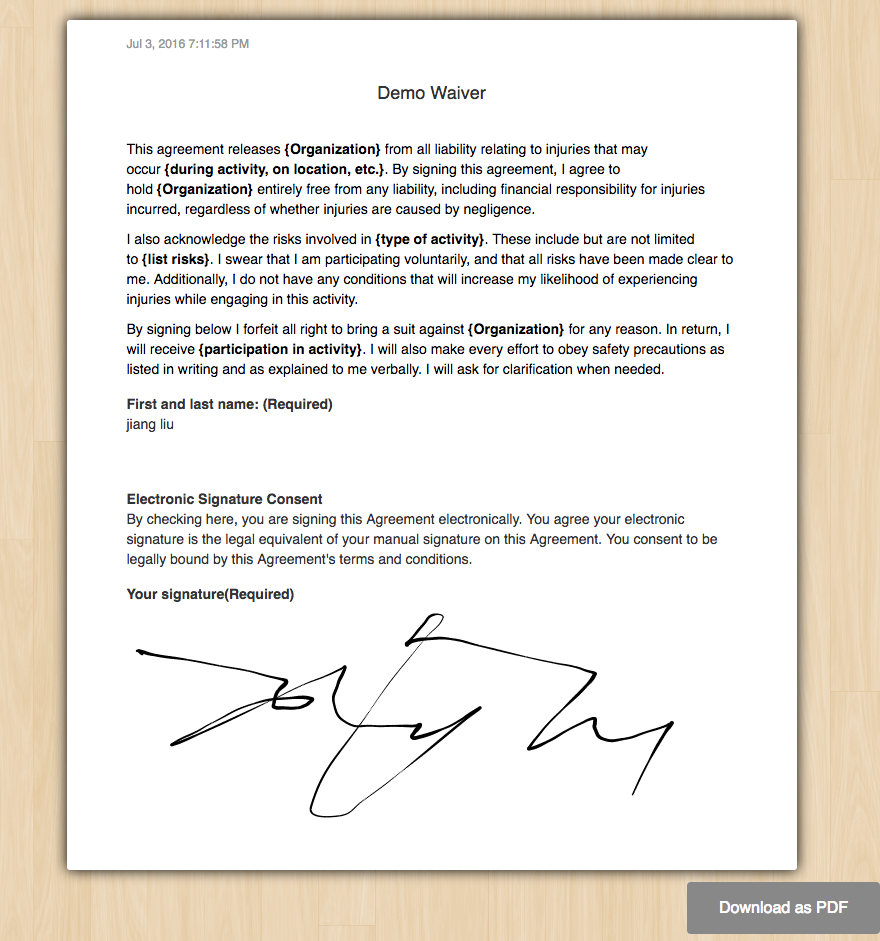 Jul 3, 2016 7:11:58 PM
Demo Waiver
This agreement releases {Organization} from all liability relating to injuries that may
occur {during activity, on location, etc.}. By signing this agreement, I agree to
hold {Organization} entirely free from any liability, including financial responsibility for injuries
incurred, regardless of whether injuries are caused by negligence.
I also acknowledge the risks involved in {type of activity}. These include but are not limited
to {list risks}. I swear that I am participating voluntarily, and that all risks have been made clear to
me. Additionally, I do not have any conditions that will increase my likelihood of experiencing
injuries while engaging in this activity.
By signing below I forfeit all right to bring a suit against {Organization} for any reason. In return, I
will receive {participation in activity}. I will also make every effort to obey safety precautions as
listed in writing and as explained to me verbally. I will ask for clarification when needed.
First and last name: (Required)
jiang liu
Electronic Signature Consent
By checking here, you are signing this Agreement electronically. You agree your electronic
signature is the legal equivalent of your manual signature on this Agreement. You consent to be
legally bound by this Agreement's terms and conditions.
Your signature(Required)
Download as PDF